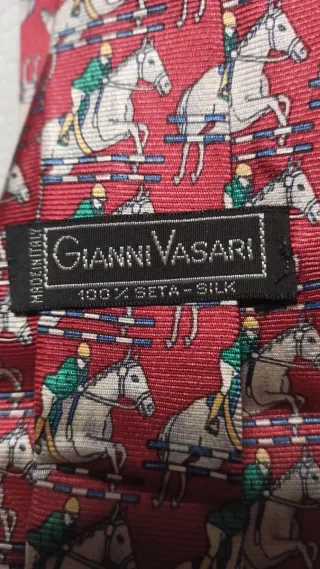 MADE IN ITALY
GIANNI VASARI
100% SETA - SILK